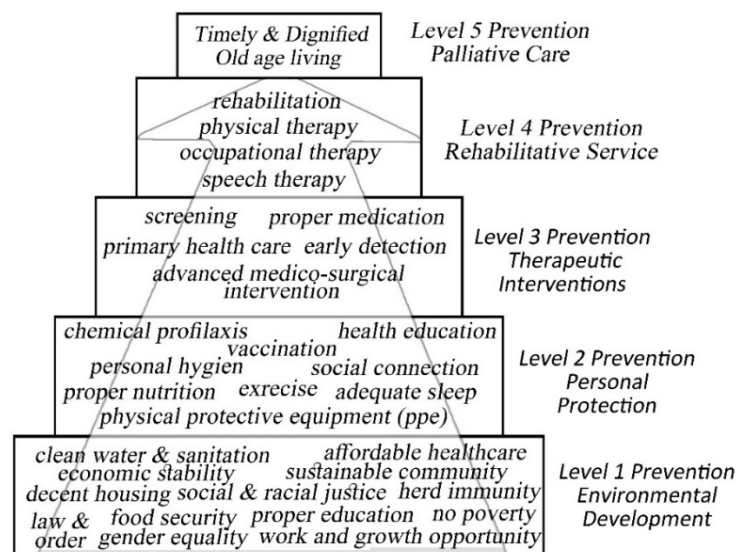 Timely & Dignified
Old age living
Level 5 Prevention
Palliative Care
rehabilitation
physical therapy
occupational therapy
speech therapy
Level 4 Prevention
Rehabilitative Service
screening proper medication
primary health care early detection
advanced medico-surgical
intervention
Level 3 Prevention
Therapeutic
Interventions
chemical profilaxis health education
vaccination
personal hygien social connection
proper nutrition exrecise adequate sleep
physical protective equipment (ppe)
Level 2 Prevention
Personal
Protection
clean water & sanitation affordable healthcare
economic stability sustainable community
decent housing social & racial justice herd immunity
law & food security proper education no poverty
order gender equality work and growth opportunity
Level 1 Prevention
Environmental
Development